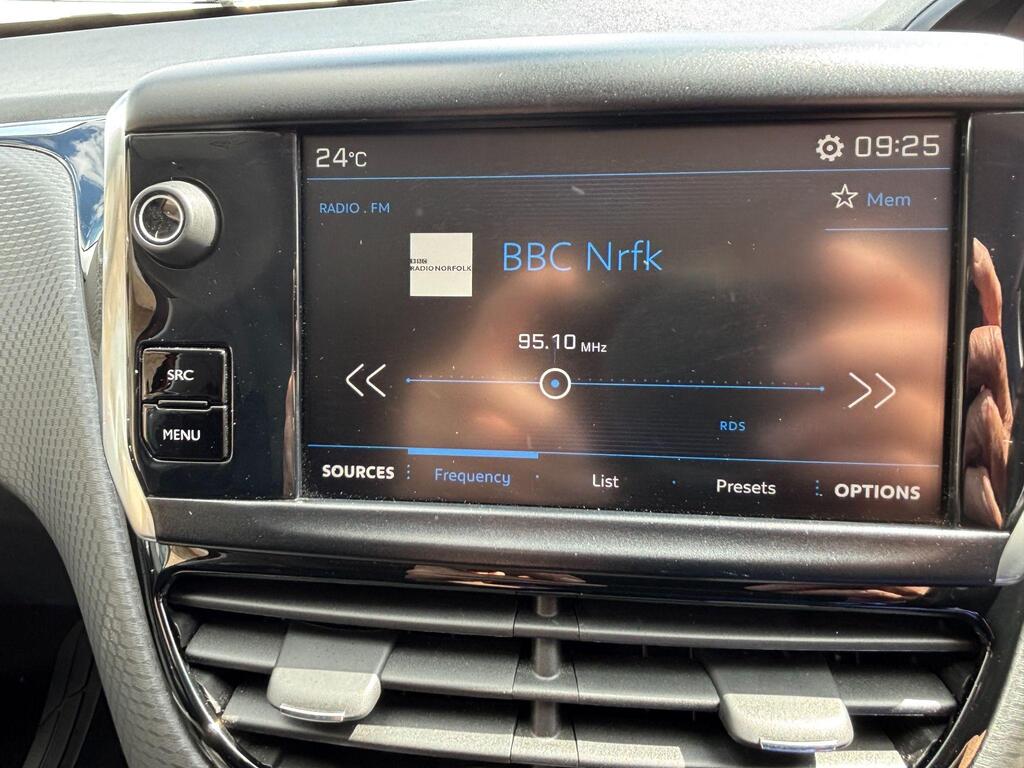 24°C
09:25
RADIO . FM
Mem
BBC
RADIO NORFOLK
BBC Nrfk
95.10 MHz
SRC
MENU
RDS
SOURCES
Frequency
List
Presets
OPTIONS